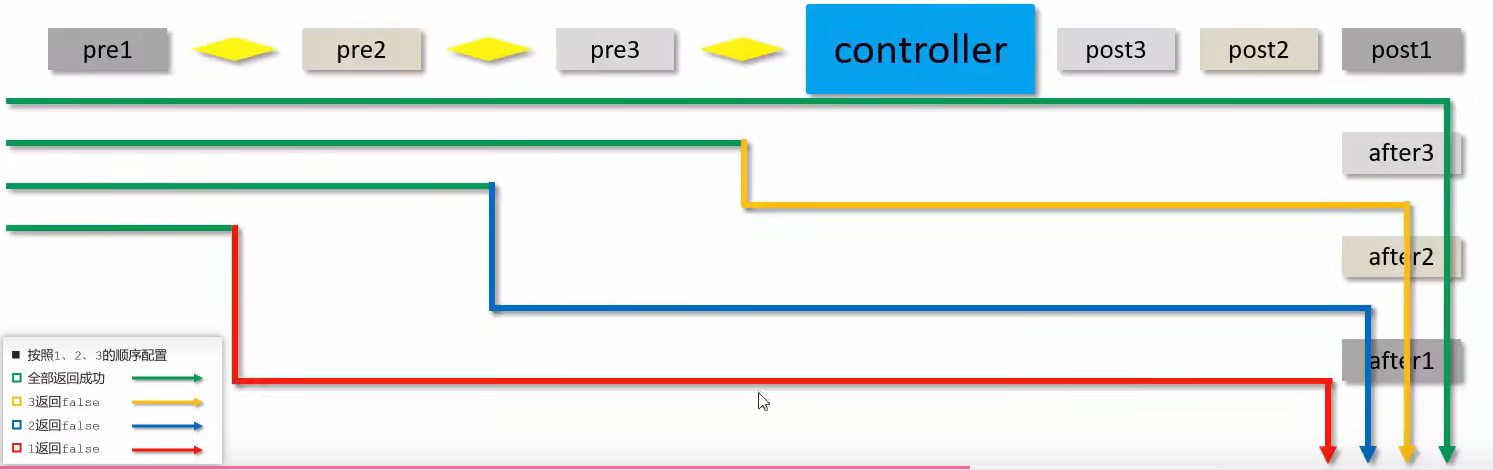 pre1
pre2
pre3
controller
post3
post2
post1
after3
after2
after1
按照1、2、3的顺序配置
全部返回成功
3返回false
2返回false
1返回false